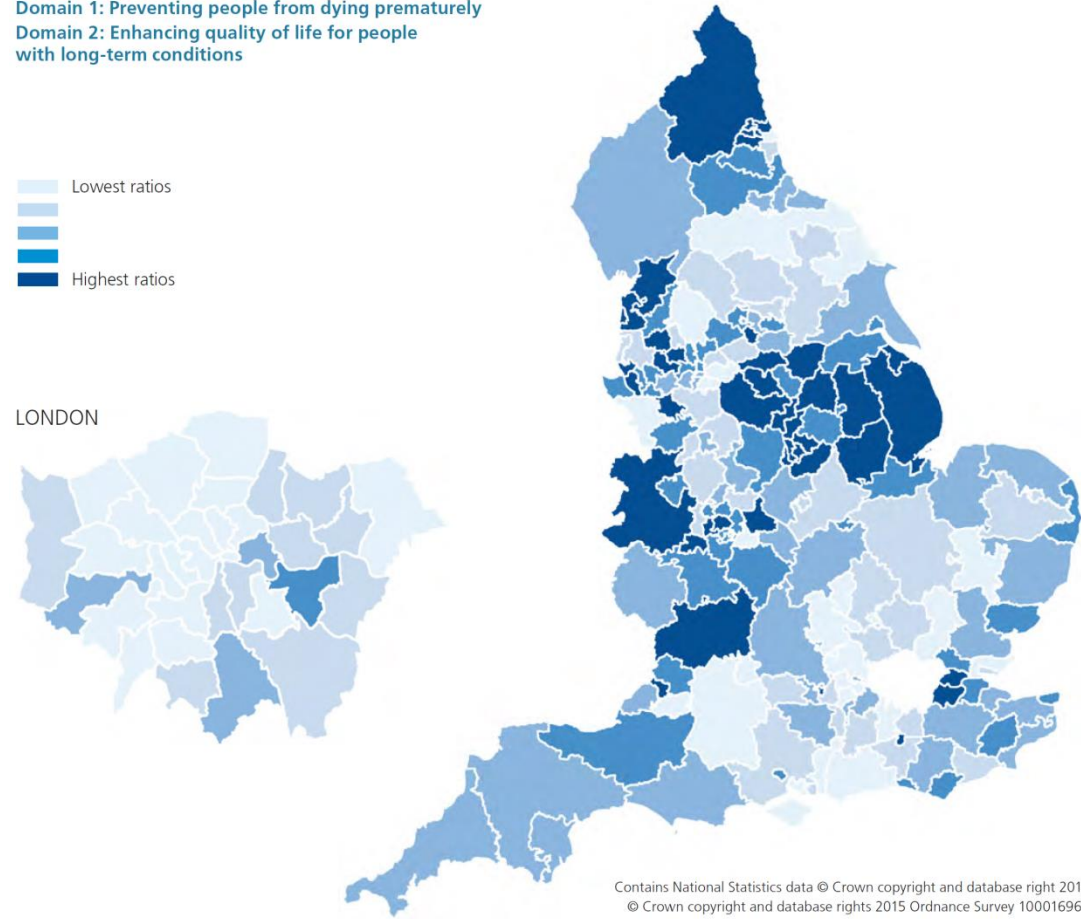 Domain 1: Preventing people from dying prematurely
Domain 2: Enhancing quality of life for people
with long-term conditions
Lowest ratios
Highest ratios
LONDON
Contains National Statistics data © Crown copyright and database right 201
© Crown copyright and database rights 2015 Ordnance Survey 10001696